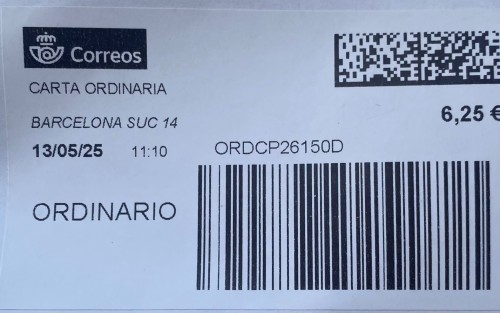 Correos
CARTA ORDINARIA
6,25 €
BARCELONA SUC 14
13/05/25 11:10
ORDCP26150D
ORDINARIO